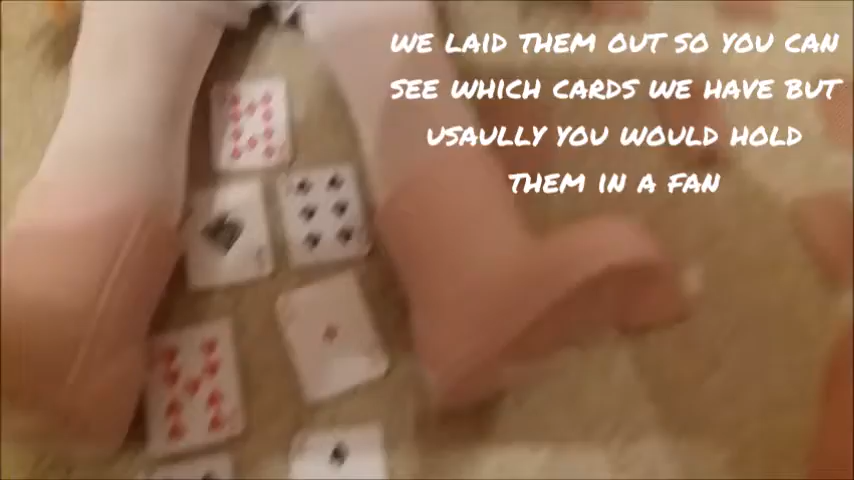 WE LAID THEM OUT SO YOU CAN
SEE WHICH CARDS WE HAVE BUT
USAULLY YOU WOULD HOLD
THEM IN A FAN